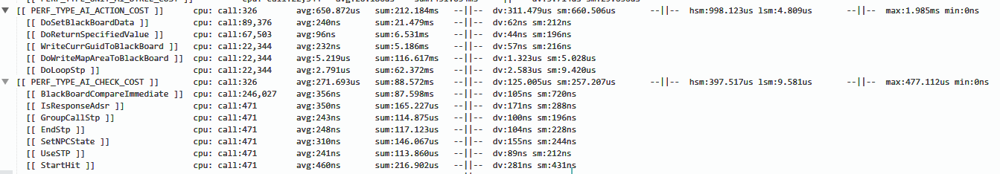 [[ PERF_TYPE_AI_ACTION_COST ]] cpu: call:326 avg:650.872us sum:212.184ms --||-- dv:311.479us sm:660.506us --||-- hsm:998.123us lsm:4.809us --||-- max:1.985ms min:0ns
[[ DoSetBlackBoardData ]] cpu: call:89,376 avg:240ns sum:21.479ms --||-- dv:62ns sm:212ns
[[ DoReturnSpecifiedValue ]] cpu: call:67,503 avg:96ns sum:6.531ms --||-- dv:44ns sm:196ns
[[ WriteCurrGuidToBlackBoard ]] cpu: call:22,344 avg:232ns sum:5.186ms --||-- dv:57ns sm:216ns
[[ DoWriteMapAreaToBlackBoard ]] cpu: call:22,344 avg:5.219us sum:116.617ms --||-- dv:1.323us sm:5.028us
[[ DoLoopStp ]] cpu: call:22,344 avg:2.791us sum:62.372ms --||-- dv:2.583us sm:9.420us
[[ PERF_TYPE_AI_CHECK_COST ]] cpu: call:326 avg:271.693us sum:88.572ms --||-- dv:125.005us sm:257.207us --||-- hsm:397.517us lsm:9.581us --||-- max:477.112us min:0ns
[[ BlackBoardCompareImmediate ]] cpu: call:246,027 avg:356ns sum:87.598ms --||-- dv:105ns sm:720ns
[[ IsResponseAdsr ]] cpu: call:471 avg:350ns sum:165.227us --||-- dv:171ns sm:288ns
[[ GroupCallStp ]] cpu: call:471 avg:243ns sum:114.875us --||-- dv:100ns sm:196ns
[[ EndStp ]] cpu: call:471 avg:248ns sum:117.123us --||-- dv:104ns sm:228ns
[[ SetNPCState ]] cpu: call:471 avg:310ns sum:146.067us --||-- dv:155ns sm:244ns
[[ UseSTP ]] cpu: call:471 avg:241ns sum:113.860us --||-- dv:89ns sm:212ns
[[ StartHit ]] cpu: call:471 avg:460ns sum:216.902us --||-- dv:281ns sm:431ns